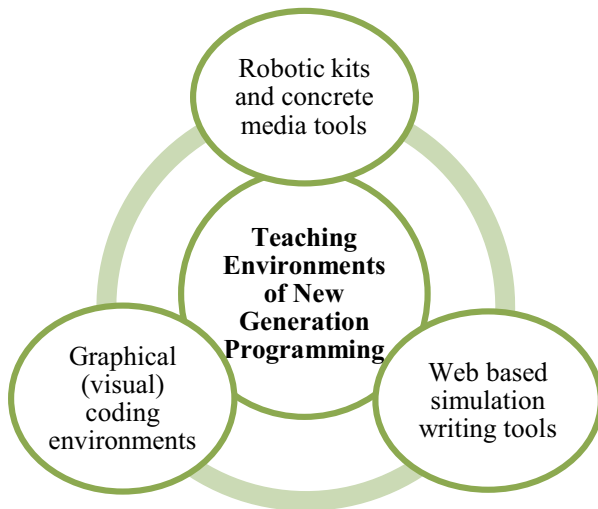 Robotic kits
and concrete
media tools
Teaching
Environments
of New
Generation
Programming
Graphical
(visual)
coding
environments
Web based
simulation
writing tools